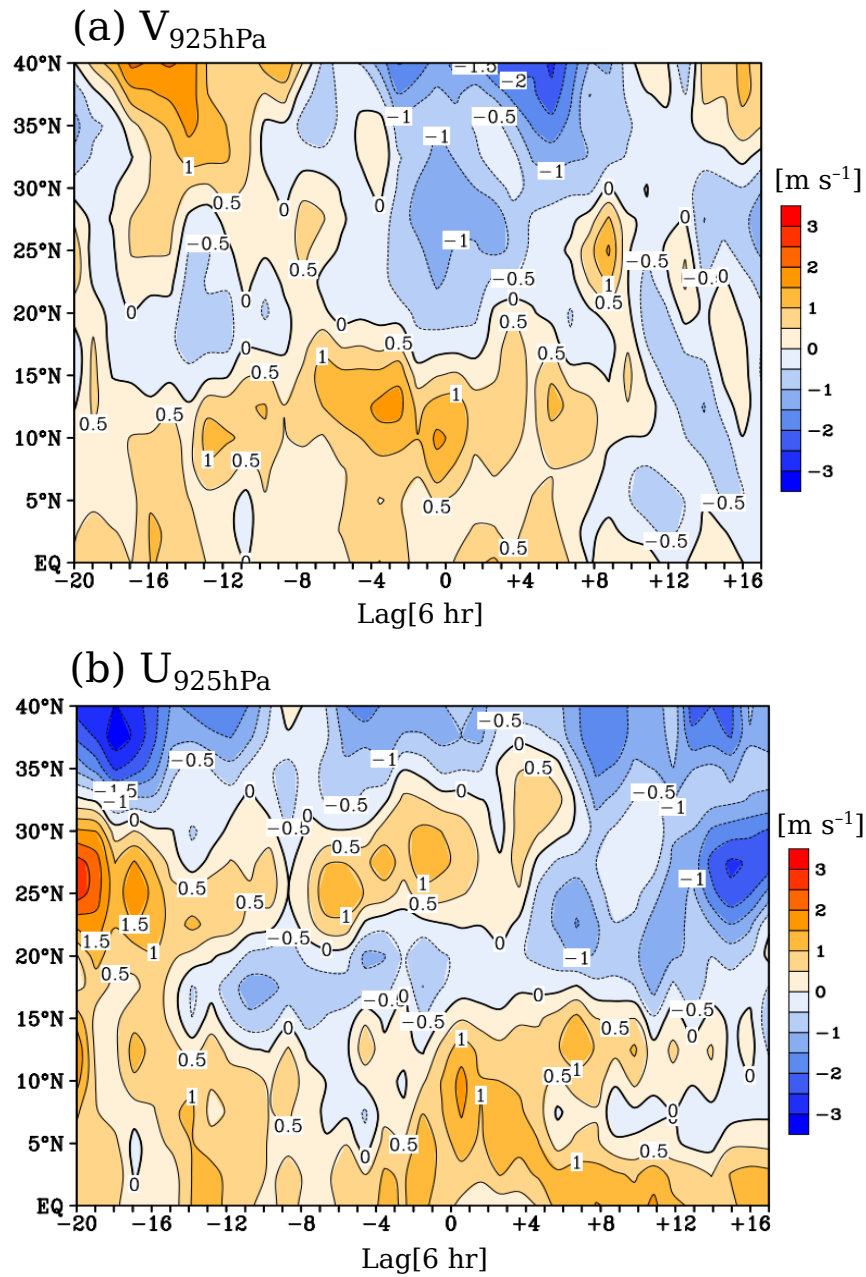 (a) V925hPa
40°N
35°N
30°N
25°N
20°N
15°N
10°N
5°N
EQ
-20 -16 -12 -8 -4 0 +4 +8 +12 +16
Lag[6 hr]
[m s⁻¹]
3
2
1
0
-1
-2
-3
-1.5
-2
-1 -0.5
1 -1
0.5 0 0
-0.5 -1 0
0.5 -0.5 -0.5
0 0 1 0.5
0 0.5 0.5
0 0.5 1 0.5
0.5 0.5 1
1 0.5
0.5 -0.5
0.5 -0.5
0
(b) U925hPa
40°N
35°N
30°N
25°N
20°N
15°N
10°N
5°N
EQ
-20 -16 -12 -8 -4 0 +4 +8 +12 +16
Lag[6 hr]
[m s⁻¹]
3
2
1
0
-1
-2
-3
-0.5
0
-0.5 -1 0.5
-1.5 0 0 -0.5
-1 0 -0.5 -1
0 -0.5
0.5 0.5 -1
0.5 1 1 0.5
1.5 -0.5 0
1.5 1 0 -1
0.5 -0.5 0 0 -0.5
0 -0.5 0.5 0
0.5 1
0.5 1
1 1 0
0.5 0.5 0.5
0 0 1